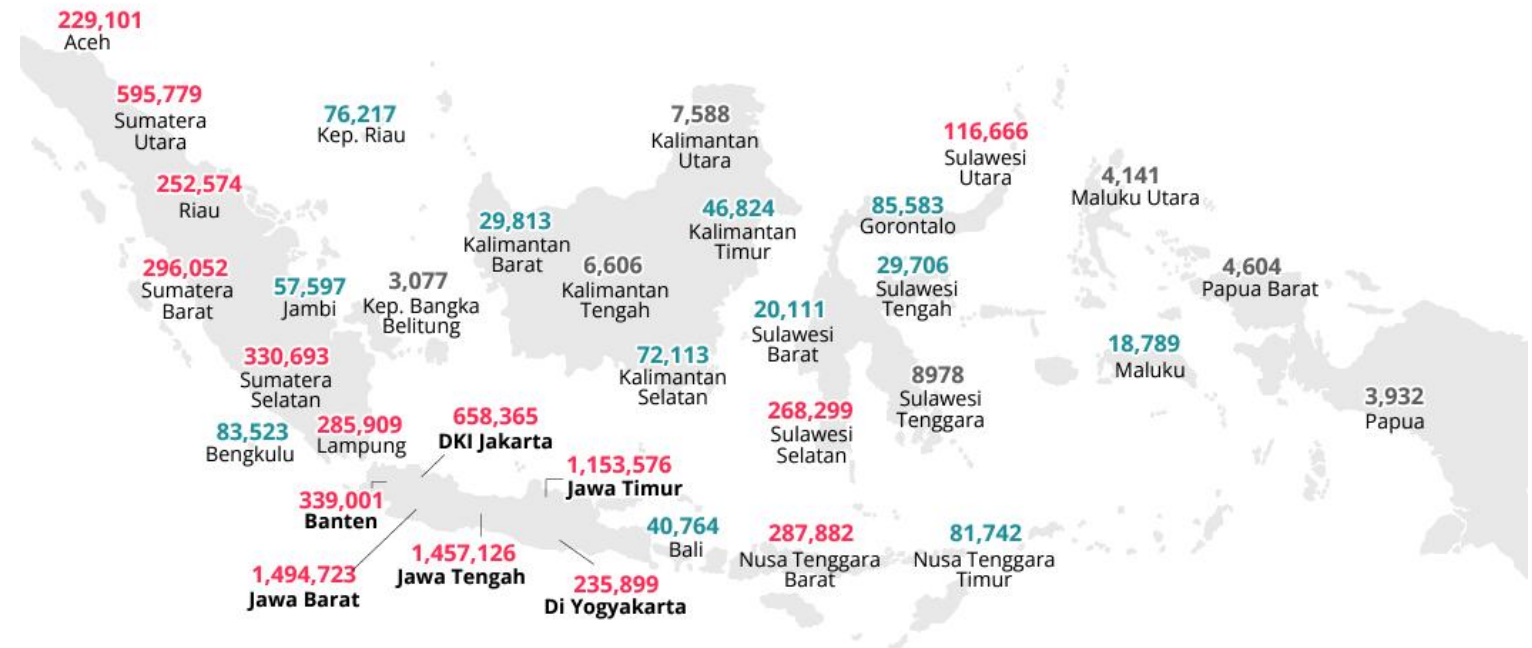 229,101
Aceh
595,779
Sumatera
Utara
76,217
Kep. Riau
7,588
Kalimantan
Utara
116,666
Sulawesi
Utara
4,141
Maluku Utara
252,574
Riau
29,813
Kalimantan
Barat
46,824
Kalimantan
Timur
85,583
Gorontalo
296,052
Sumatera
Barat
57,597
Jambi
3,077
Kep. Bangka
Belitung
6,606
Kalimantan
Tengah
29,706
Sulawesi
Tengah
4,604
Papua Barat
20,111
Sulawesi
Barat
330,693
Sumatera
Selatan
72,113
Kalimantan
Selatan
8978
Sulawesi
Tenggara
18,789
Maluku
3,932
Papua
83,523
Bengkulu
285,909
Lampung
658,365
DKI Jakarta
268,299
Sulawesi
Selatan
1,153,576
Jawa Timur
339,001
Banten
40,764
Bali
287,882
Nusa Tenggara
Barat
81,742
Nusa Tenggara
Timur
1,494,723
Jawa Barat
1,457,126
Jawa Tengah
235,899
Di Yogyakarta